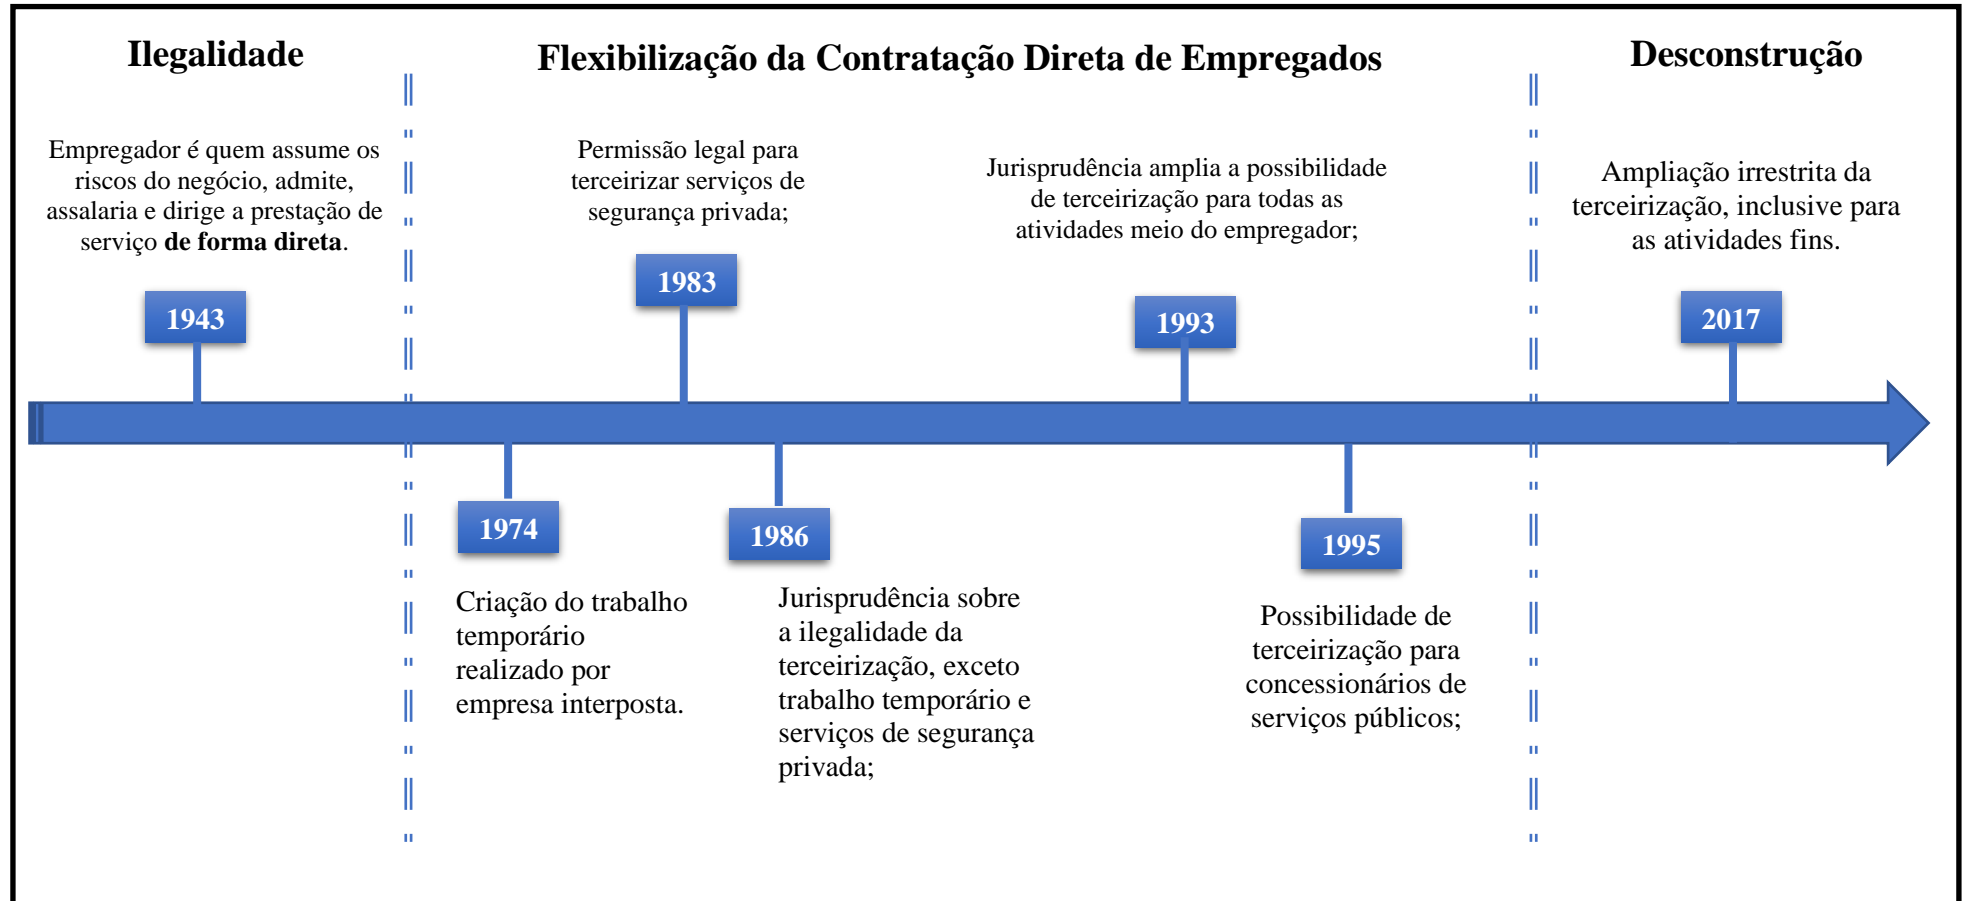 Ilegalidade
Flexibilização da Contratação Direta de Empregados
Desconstrução
Empregador é quem assume os
riscos do negócio, admite,
assalaria e dirige a prestação de
serviço de forma direta.
1943
Permissão legal para
terceirizar serviços de
segurança privada;
1983
Jurisprudência amplia a possibilidade
de terceirização para todas as
atividades meio do empregador;
1993
Ampliação irrestrita da
terceirização, inclusive para
as atividades fins.
2017
1974
Criação do trabalho
temporário
realizado por
empresa interposta.
1986
Jurisprudência sobre
a ilegalidade da
terceirização, exceto
trabalho temporário e
serviços de segurança
privada;
1995
Possibilidade de
terceirização para
concessionários de
serviços públicos;